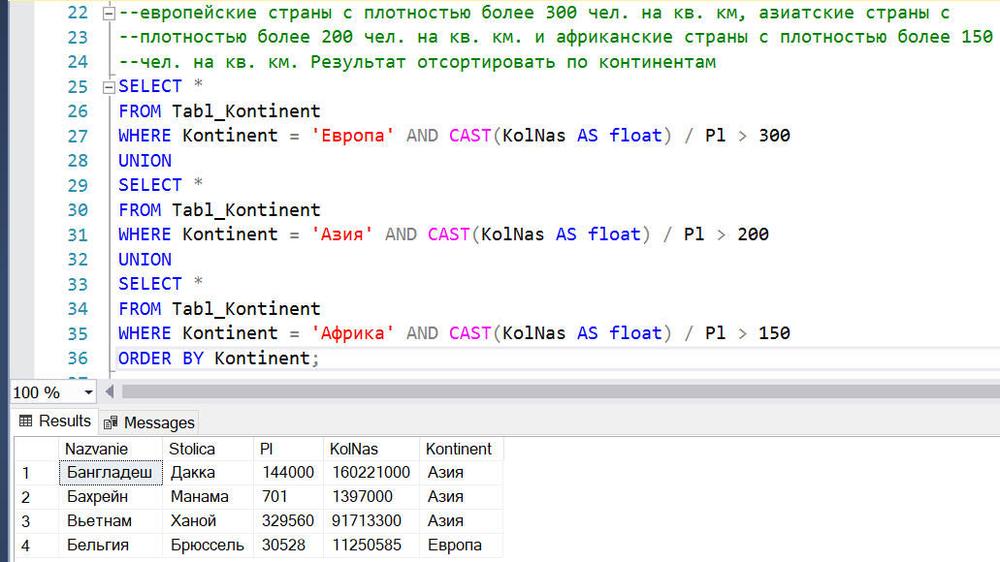 22 --европейские страны с плотностью более 300 чел. на кв. км, азиатские страны с
23 --плотностью более 200 чел. на кв. км. и африканские страны с плотностью более 150
24 --чел. на кв. км. Результат отсортировать по континентам
25 SELECT *
26 FROM Tabl_Kontinent
27 WHERE Kontinent = 'Европа' AND CAST(KolNas AS float) / Pl > 300
28 UNION
29 SELECT *
30 FROM Tabl_Kontinent
31 WHERE Kontinent = 'Азия' AND CAST(KolNas AS float) / Pl > 200
32 UNION
33 SELECT *
34 FROM Tabl_Kontinent
35 WHERE Kontinent = 'Африка' AND CAST(KolNas AS float) / Pl > 150
36 ORDER BY Kontinent;
100 %
Results Messages
Nazvanie Stolica Pl KolNas Kontinent
1 Бангладеш Дакка 144000 160221000 Азия
2 Бахрейн Манама 701 1397000 Азия
3 Вьетнам Ханой 329560 91713300 Азия
4 Бельгия Брюссель 30528 11250585 Европа